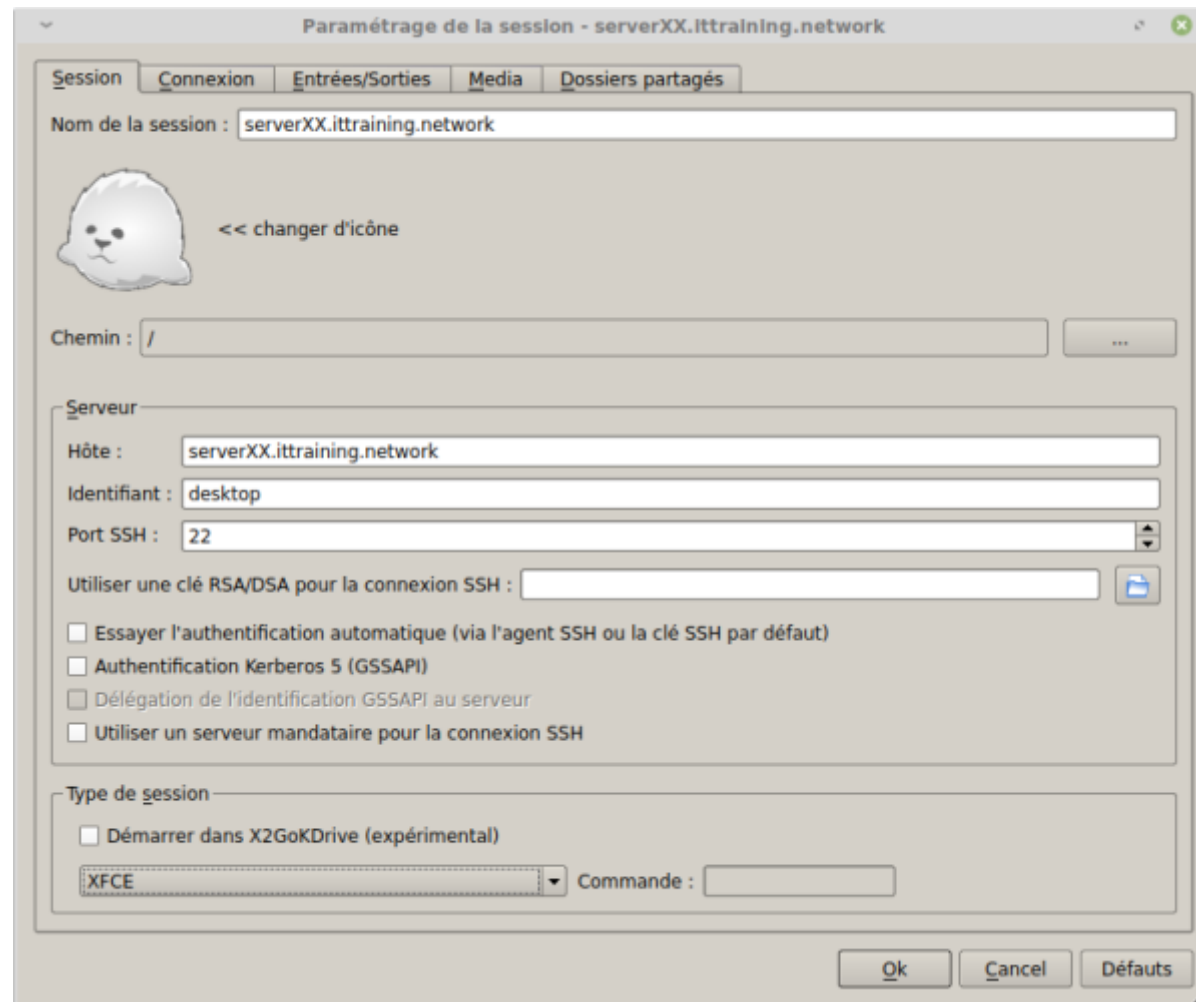 Paramétrage de la session - serverXX.ittraining.network
Session Connexion Entrées/Sorties Media Dossiers partagés
Nom de la session : serverXX.ittraining.network
<< changer d'icône
Chemin : / ...
Serveur
Hôte : serverXX.ittraining.network
Identifiant : desktop
Port SSH : 22
Utiliser une clé RSA/DSA pour la connexion SSH :
Essayer l'authentification automatique (via l'agent SSH ou la clé SSH par défaut)
Authentification Kerberos 5 (GSSAPI)
Délégation de l'identification GSSAPI au serveur
Utiliser un serveur mandataire pour la connexion SSH
Type de session
Démarrer dans X2GoKDrive (expérimental)
XFCE Commande :
Ok Cancel Défauts